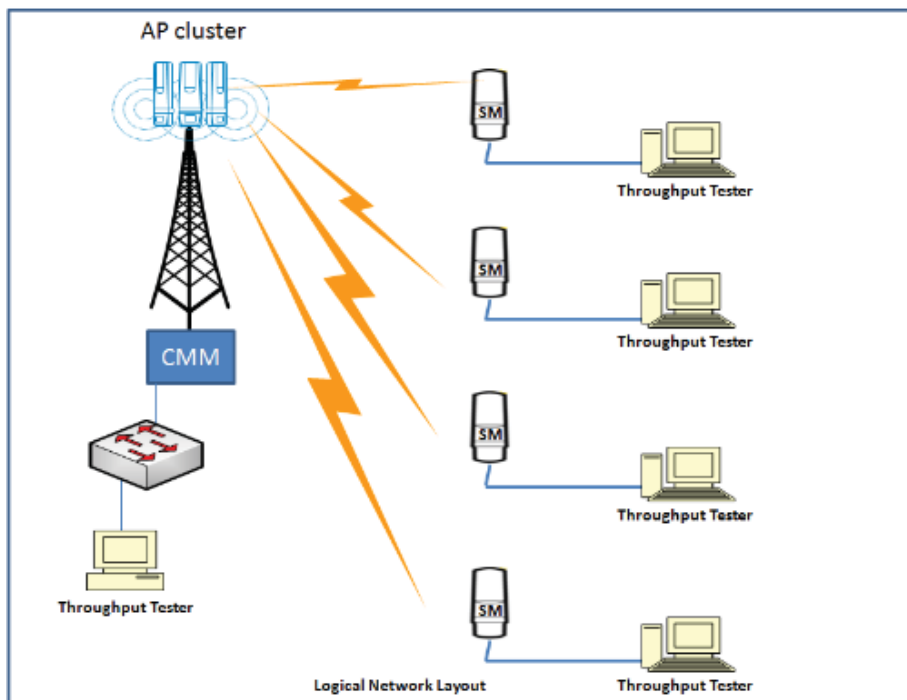 AP cluster
SM
Throughput Tester
SM
Throughput Tester
CMM
SM
Throughput Tester
Throughput Tester
SM
Throughput Tester
Logical Network Layout